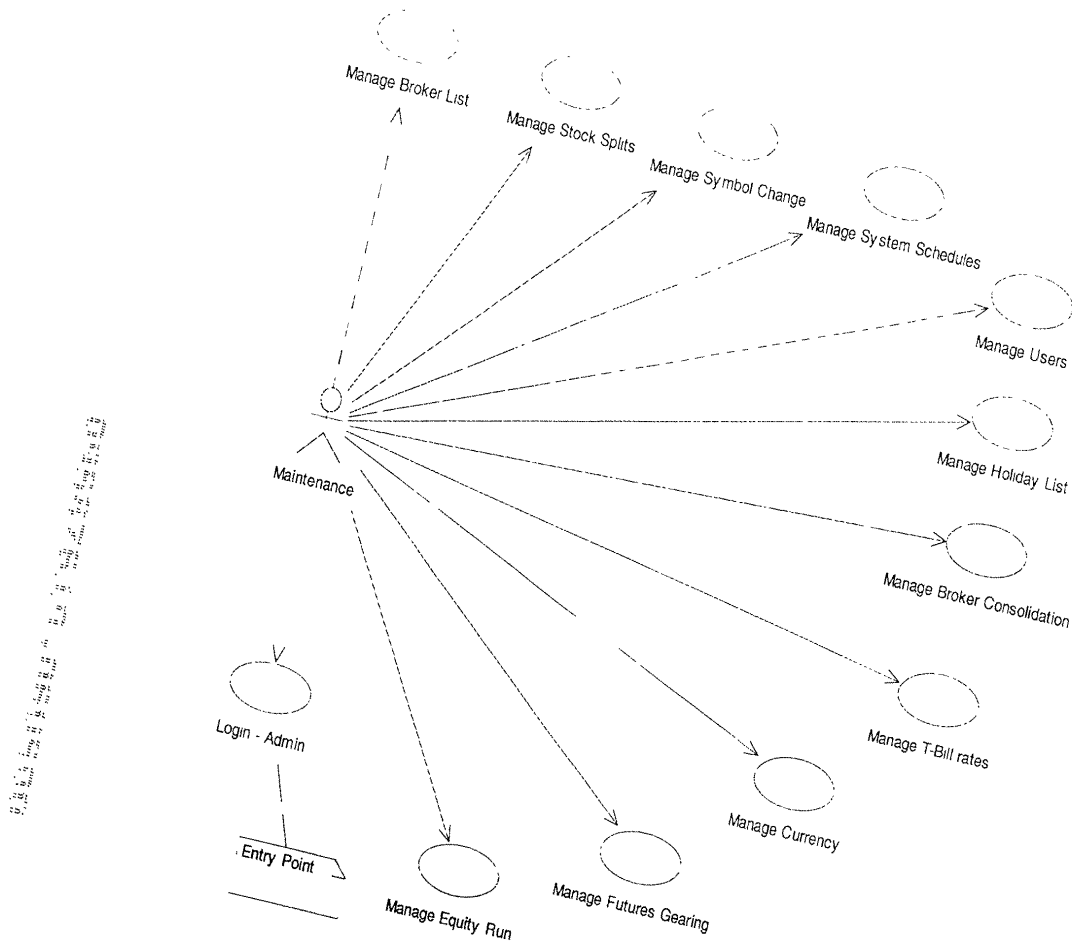 Manage Broker List
Manage Stock Splits
Manage Symbol Change
Manage System Schedules
Manage Users
Manage Holiday List
Manage Broker Consolidation
Manage T-Bill rates
Manage Currency
Manage Futures Gearing
Manage Equity Run
Maintenance
Login - Admin
Entry Point